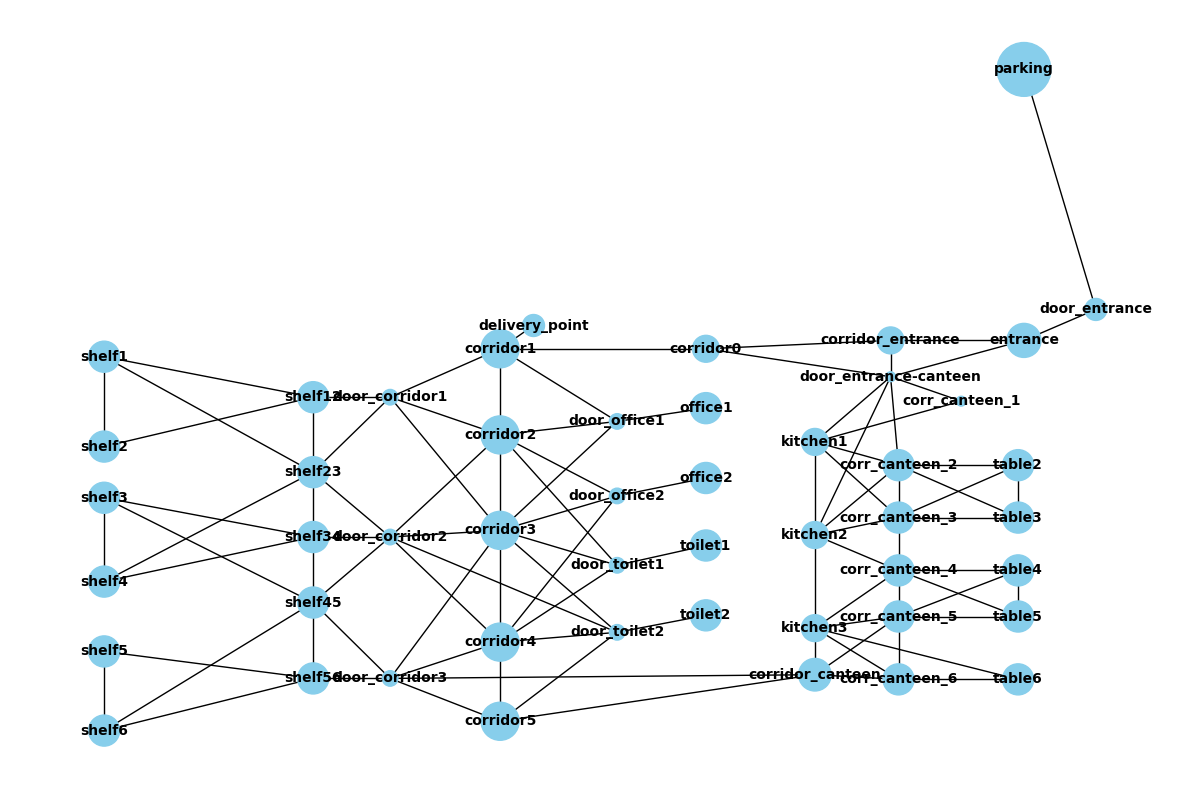 parking
door_entrance
delivery_point
corridor_entrance
entrance
corridor1
corridor0
shelf1
door_entrance-canteen
shelf12
door_corridor1
corr_canteen_1
office1
door_office1
corridor2
kitchen1
shelf2
corr_canteen_2
table2
shelf23
office2
door_office2
shelf3
corr_canteen_3
table3
corridor3
kitchen2
shelf34
door_corridor2
toilet1
door_toilet1
corr_canteen_4
table4
shelf4
shelf45
toilet2
corr_canteen_5
table5
kitchen3
door_toilet2
corridor4
shelf5
corridor_canteen
shelf56
door_corridor3
corr_canteen_6
table6
corridor5
shelf6